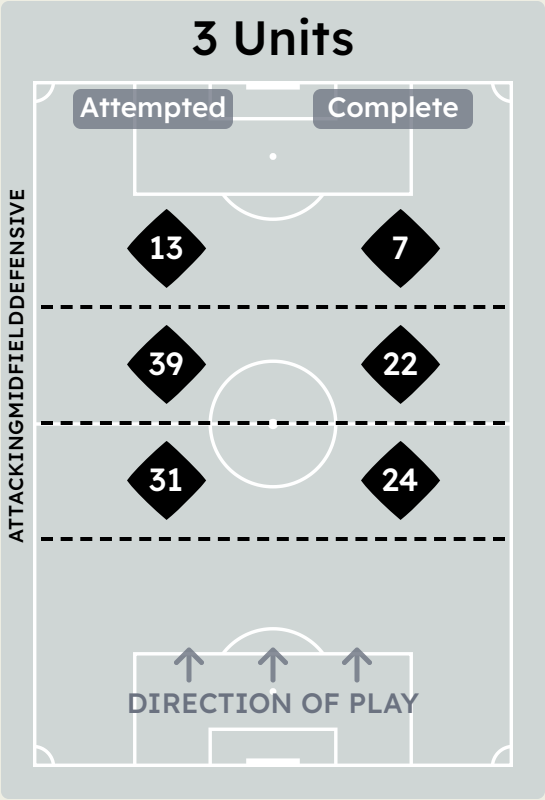 3 Units
Attempted Complete
13 7
39 22
31 24
ATTACKINGMIDFIELDDEFENSIVE
DIRECTION OF PLAY